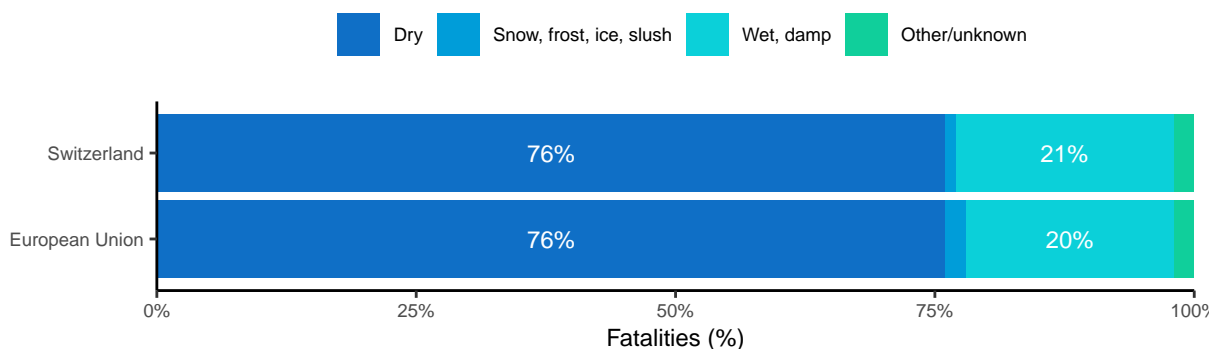 Dry Snow, frost, ice, slush Wet, damp Other/unknown
Switzerland 76% 21%
European Union 76% 20%
0% 25% 50% 75% 100%
Fatalities (%)